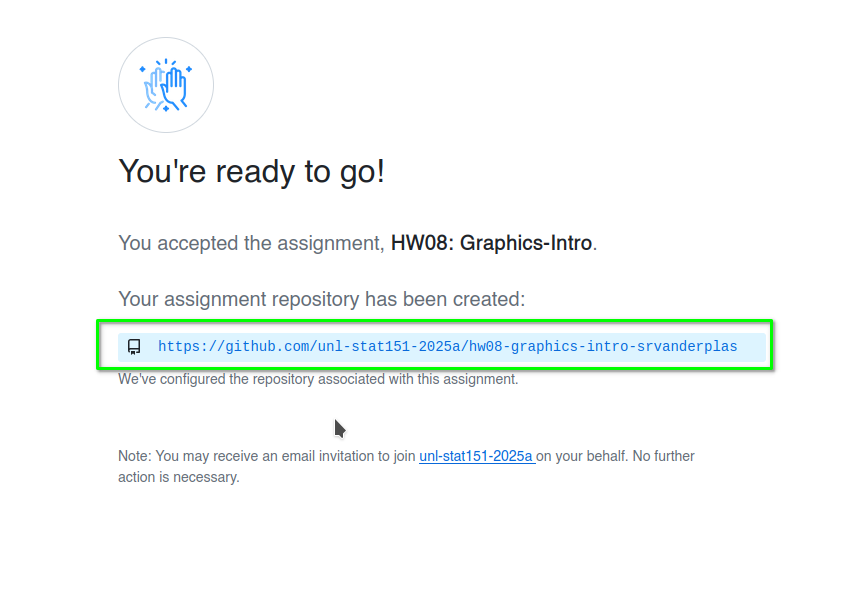 You're ready to go!
You accepted the assignment, HW08: Graphics-Intro.
Your assignment repository has been created:
https://github.com/unl-stat151-2025a/hw08-graphics-intro-srvanderplas
We've configured the repository associated with this assignment.
Note: You may receive an email invitation to join unl-stat151-2025a on your behalf. No further
action is necessary.